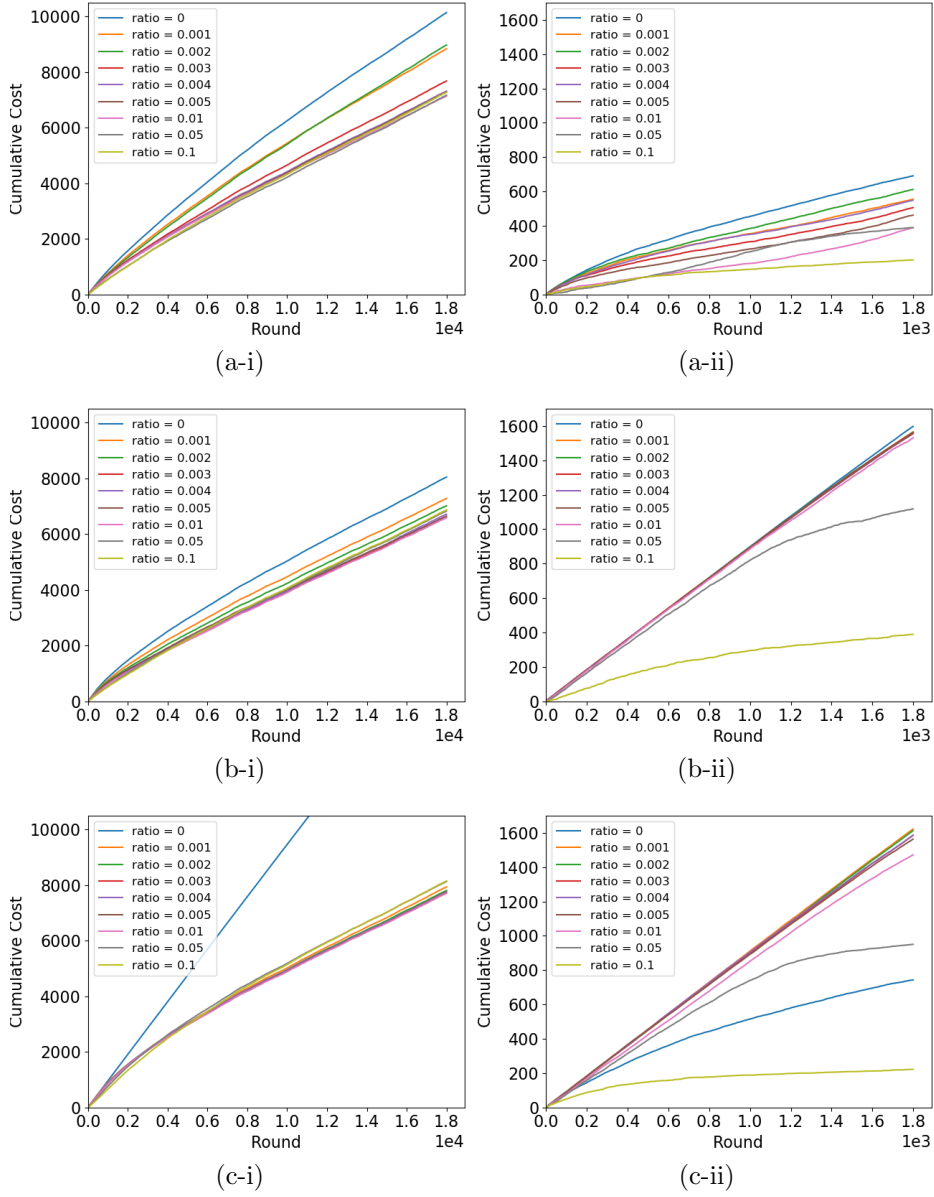 10000
8000
6000
4000
2000
0
Cumulative Cost
ratio = 0
ratio = 0.001
ratio = 0.002
ratio = 0.003
ratio = 0.004
ratio = 0.005
ratio = 0.01
ratio = 0.05
ratio = 0.1
0.0 0.2 0.4 0.6 0.8 1.0 1.2 1.4 1.6 1.8
Round
1e4
(a-i)
1600
1400
1200
1000
800
600
400
200
0
Cumulative Cost
ratio = 0
ratio = 0.001
ratio = 0.002
ratio = 0.003
ratio = 0.004
ratio = 0.005
ratio = 0.01
ratio = 0.05
ratio = 0.1
0.0 0.2 0.4 0.6 0.8 1.0 1.2 1.4 1.6 1.8
Round
1e3
(a-ii)
10000
8000
6000
4000
2000
0
Cumulative Cost
ratio = 0
ratio = 0.001
ratio = 0.002
ratio = 0.003
ratio = 0.004
ratio = 0.005
ratio = 0.01
ratio = 0.05
ratio = 0.1
0.0 0.2 0.4 0.6 0.8 1.0 1.2 1.4 1.6 1.8
Round
1e4
(b-i)
1600
1400
1200
1000
800
600
400
200
0
Cumulative Cost
ratio = 0
ratio = 0.001
ratio = 0.002
ratio = 0.003
ratio = 0.004
ratio = 0.005
ratio = 0.01
ratio = 0.05
ratio = 0.1
0.0 0.2 0.4 0.6 0.8 1.0 1.2 1.4 1.6 1.8
Round
1e3
(b-ii)
10000
8000
6000
4000
2000
0
Cumulative Cost
ratio = 0
ratio = 0.001
ratio = 0.002
ratio = 0.003
ratio = 0.004
ratio = 0.005
ratio = 0.01
ratio = 0.05
ratio = 0.1
0.0 0.2 0.4 0.6 0.8 1.0 1.2 1.4 1.6 1.8
Round
1e4
(c-i)
1600
1400
1200
1000
800
600
400
200
0
Cumulative Cost
ratio = 0
ratio = 0.001
ratio = 0.002
ratio = 0.003
ratio = 0.004
ratio = 0.005
ratio = 0.01
ratio = 0.05
ratio = 0.1
0.0 0.2 0.4 0.6 0.8 1.0 1.2 1.4 1.6 1.8
Round
1e3
(c-ii)